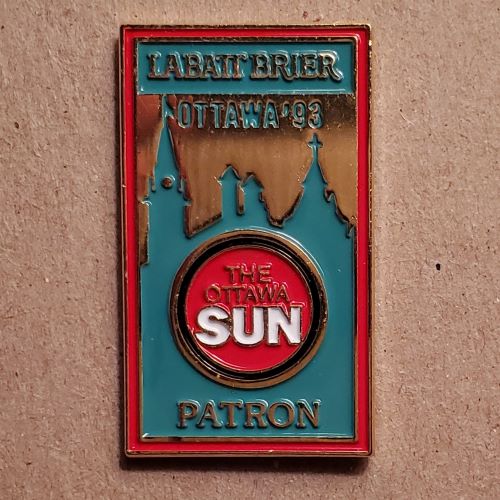 LABATT BRIER
OTTAWA '93
THE
OTTAWA
SUN
PATRON